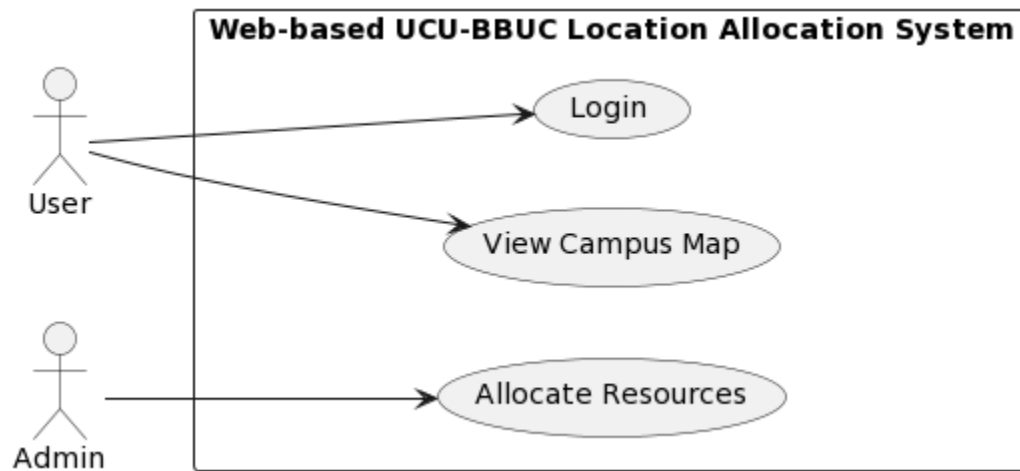 Web-based UCU-BBUC Location Allocation System
Login
User
View Campus Map
Allocate Resources
Admin